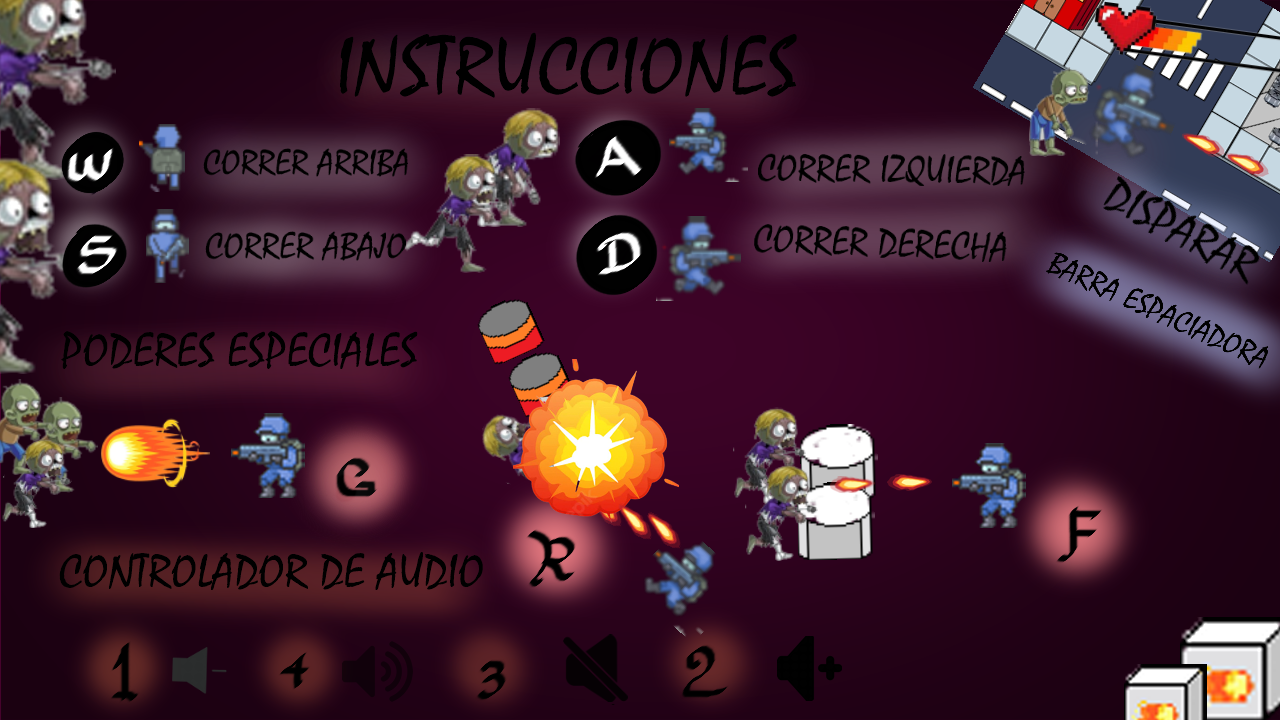 INSTRUCCIONES
W CORRER ARRIBA
A CORRER IZQUIERDA
S CORRER ABAJO
D CORRER DERECHA
DISPARAR
BARRA ESPACIADORA
PODERES ESPECIALES
G
R
F
CONTROLADOR DE AUDIO
1 4 3 2